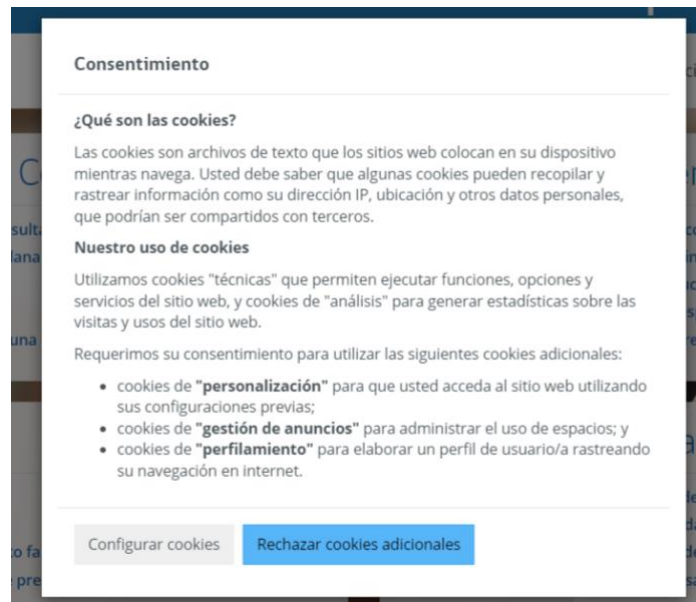 Consentimiento
¿Qué son las cookies?
Las cookies son archivos de texto que los sitios web colocan en su dispositivo
mientras navega. Usted debe saber que algunas cookies pueden recopilar y
rastrear información como su dirección IP, ubicación y otros datos personales,
que podrían ser compartidos con terceros.
Nuestro uso de cookies
Utilizamos cookies "técnicas" que permiten ejecutar funciones, opciones y
servicios del sitio web, y cookies de "análisis" para generar estadísticas sobre las
visitas y usos del sitio web.
Requerimos su consentimiento para utilizar las siguientes cookies adicionales:
• cookies de "personalización" para que usted acceda al sitio web utilizando
sus configuraciones previas;
• cookies de "gestión de anuncios" para administrar el uso de espacios; y
• cookies de "perfilamiento" para elaborar un perfil de usuario/a rastreando
su navegación en internet.
Configurar cookies
Rechazar cookies adicionales